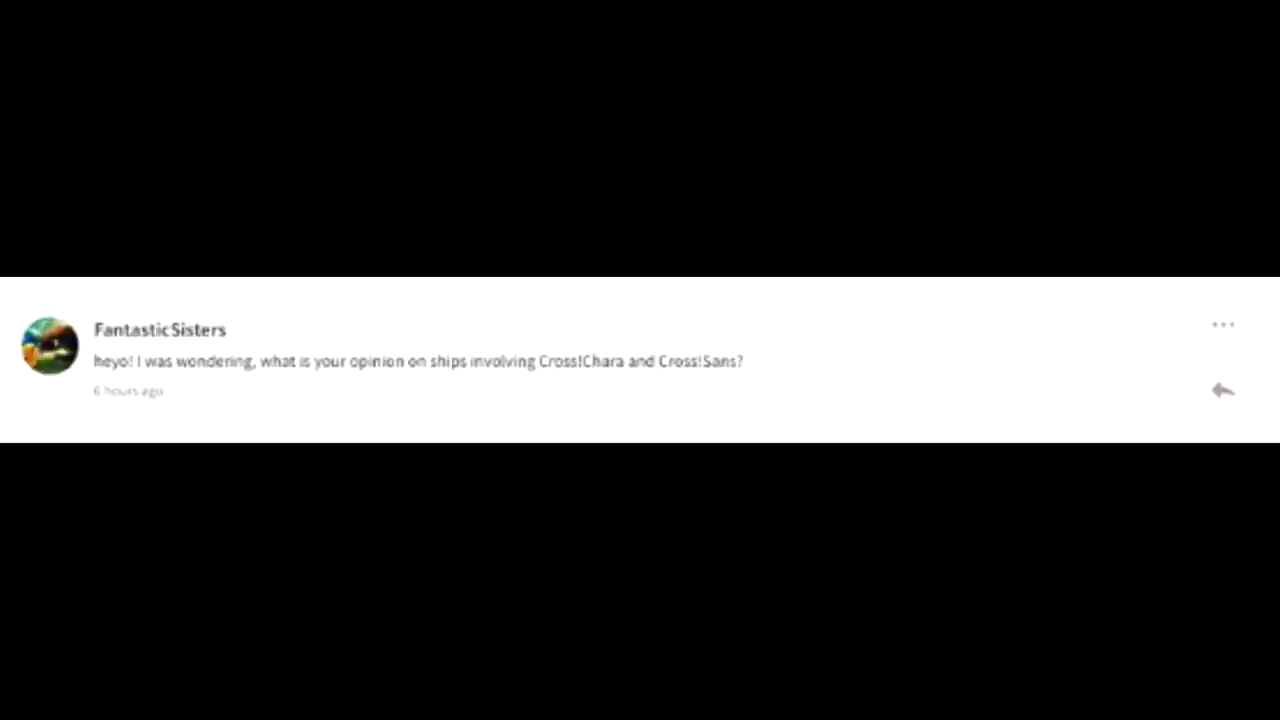 FantasticSisters
heyo! I was wondering, what is your opinion on ships involving Cross!Chara and Cross!Sans?
6 hours ago